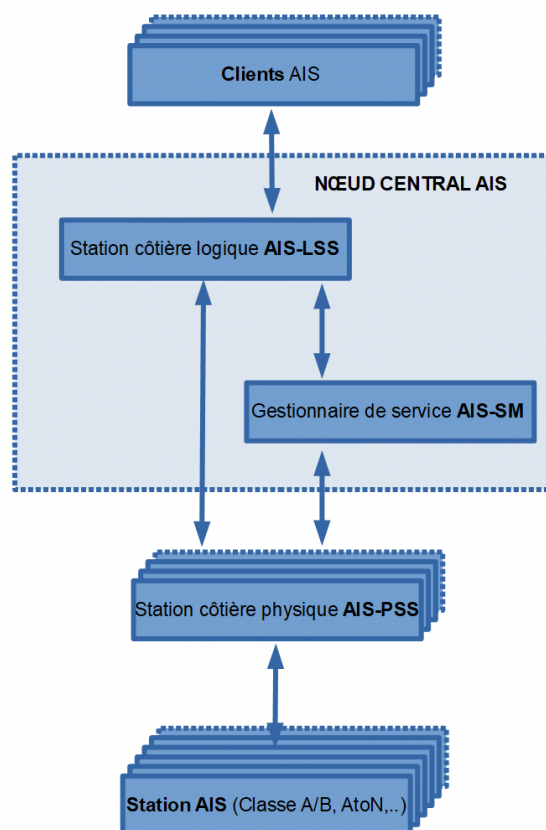 Clients AIS
NŒUD CENTRAL AIS
Station côtière logique AIS-LSS
Gestionnaire de service AIS-SM
Station côtière physique AIS-PSS
Station AIS (Classe A/B, AtoN,..)